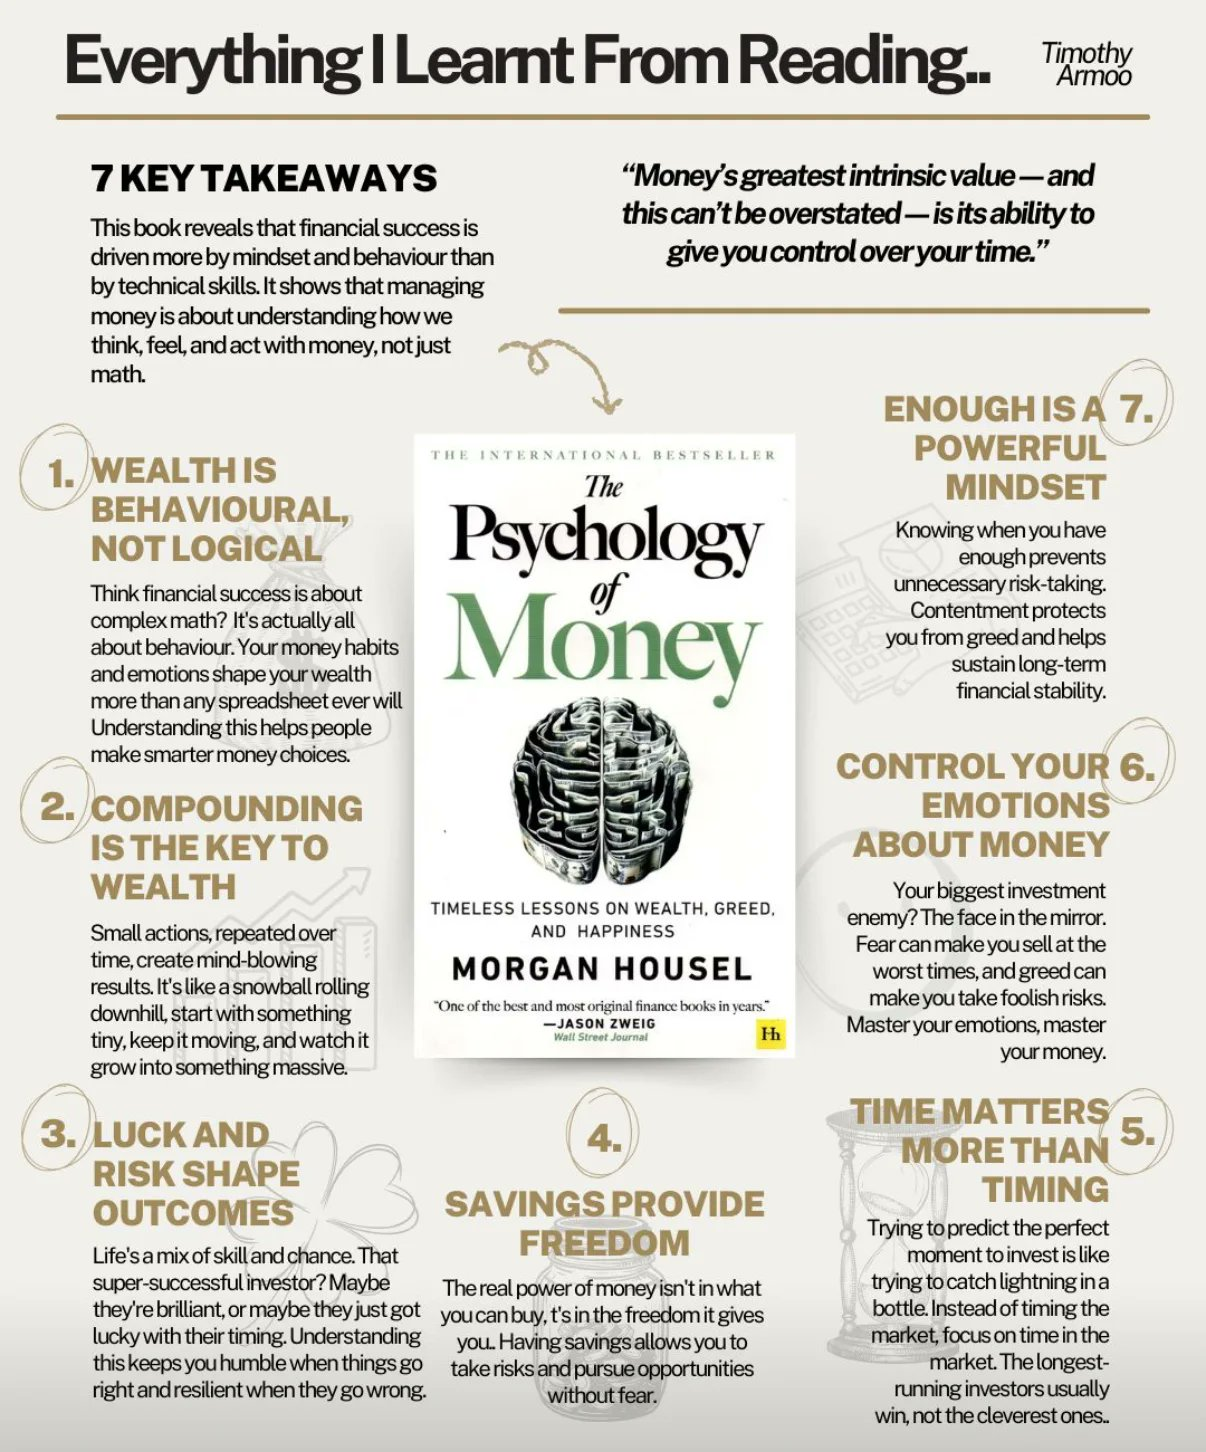 Everything I Learnt From Reading..
Timothy
Armoo
7 KEY TAKEAWAYS
This book reveals that financial success is
driven more by mindset and behaviour than
by technical skills. It shows that managing
money is about understanding how we
think, feel, and act with money, not just
math.
“Money’s greatest intrinsic value — and
this can’t be overstated — is its ability to
give you control over your time.”
1. WEALTH IS
BEHAVIOURAL,
NOT LOGICAL
Think financial success is about
complex math? It's actually all
about behaviour. Your money habits
and emotions shape your wealth
more than any spreadsheet ever will
Understanding this helps people
make smarter money choices.
2. COMPOUNDING
IS THE KEY TO
WEALTH
Small actions, repeated over
time, create mind-blowing
results. It's like a snowball rolling
downhill, start with something
tiny, keep it moving, and watch it
grow into something massive.
3. LUCK AND
RISK SHAPE
OUTCOMES
Life's a mix of skill and chance. That
super-successful investor? Maybe
they're brilliant, or maybe they just got
lucky with their timing. Understanding
this keeps you humble when things go
right and resilient when they go wrong.
THE INTERNATIONAL BESTSELLER
The
Psychology
of
Money
TIMELESS LESSONS ON WEALTH, GREED,
AND HAPPINESS
MORGAN HOUSEL
“One of the best and most original finance books in years.”
—JASON ZWEIG
Wall Street Journal
Hh
4.
SAVINGS PROVIDE
FREEDOM
The real power of money isn't in what
you can buy, t's in the freedom it gives
you.. Having savings allows you to
take risks and pursue opportunities
without fear.
TIME MATTERS 5.
MORE THAN
TIMING
Trying to predict the perfect
moment to invest is like
trying to catch lightning in a
bottle. Instead of timing the
market, focus on time in the
market. The longest-
running investors usually
win, not the cleverest ones..
CONTROL YOUR 6.
EMOTIONS
ABOUT MONEY
Your biggest investment
enemy? The face in the mirror.
Fear can make you sell at the
worst times, and greed can
make you take foolish risks.
Master your emotions, master
your money.
ENOUGH IS A 7.
POWERFUL
MINDSET
Knowing when you have
enough prevents
unnecessary risk-taking.
Contentment protects
you from greed and helps
sustain long-term
financial stability.